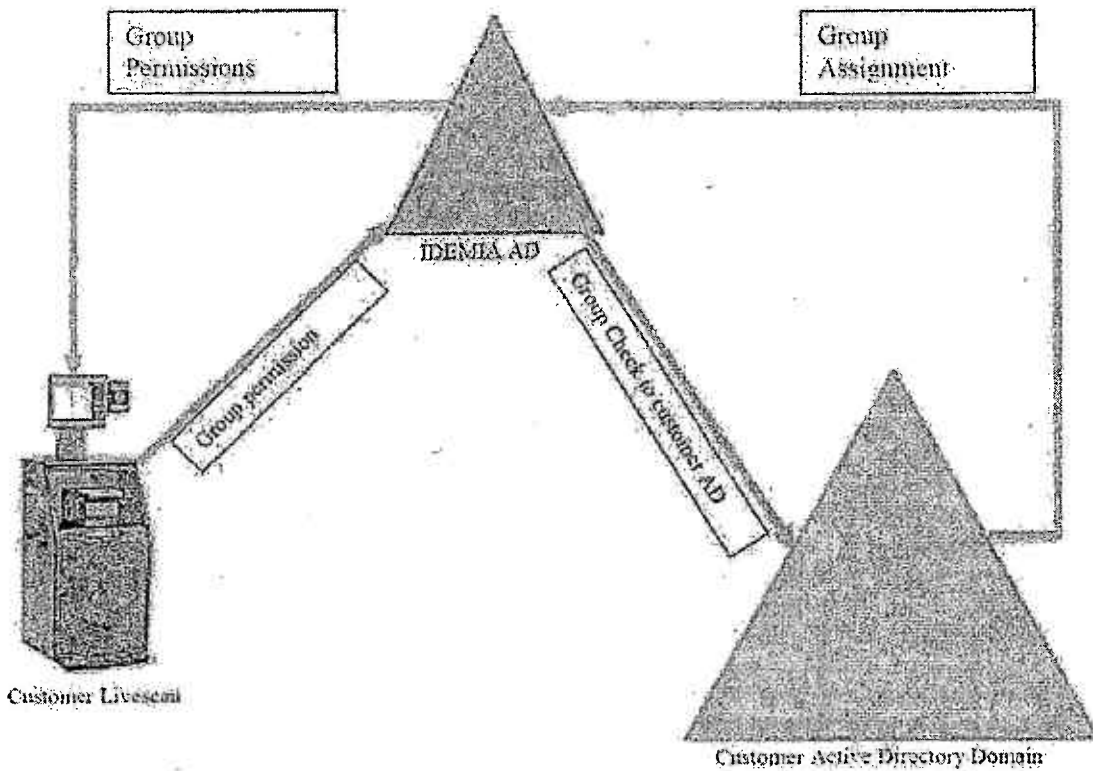 Group
Permissions
Group
Assignment
IDEMIA AD
Group permission
Group Check to customer AD
Customer Livescan
Customer Active Directory Domain